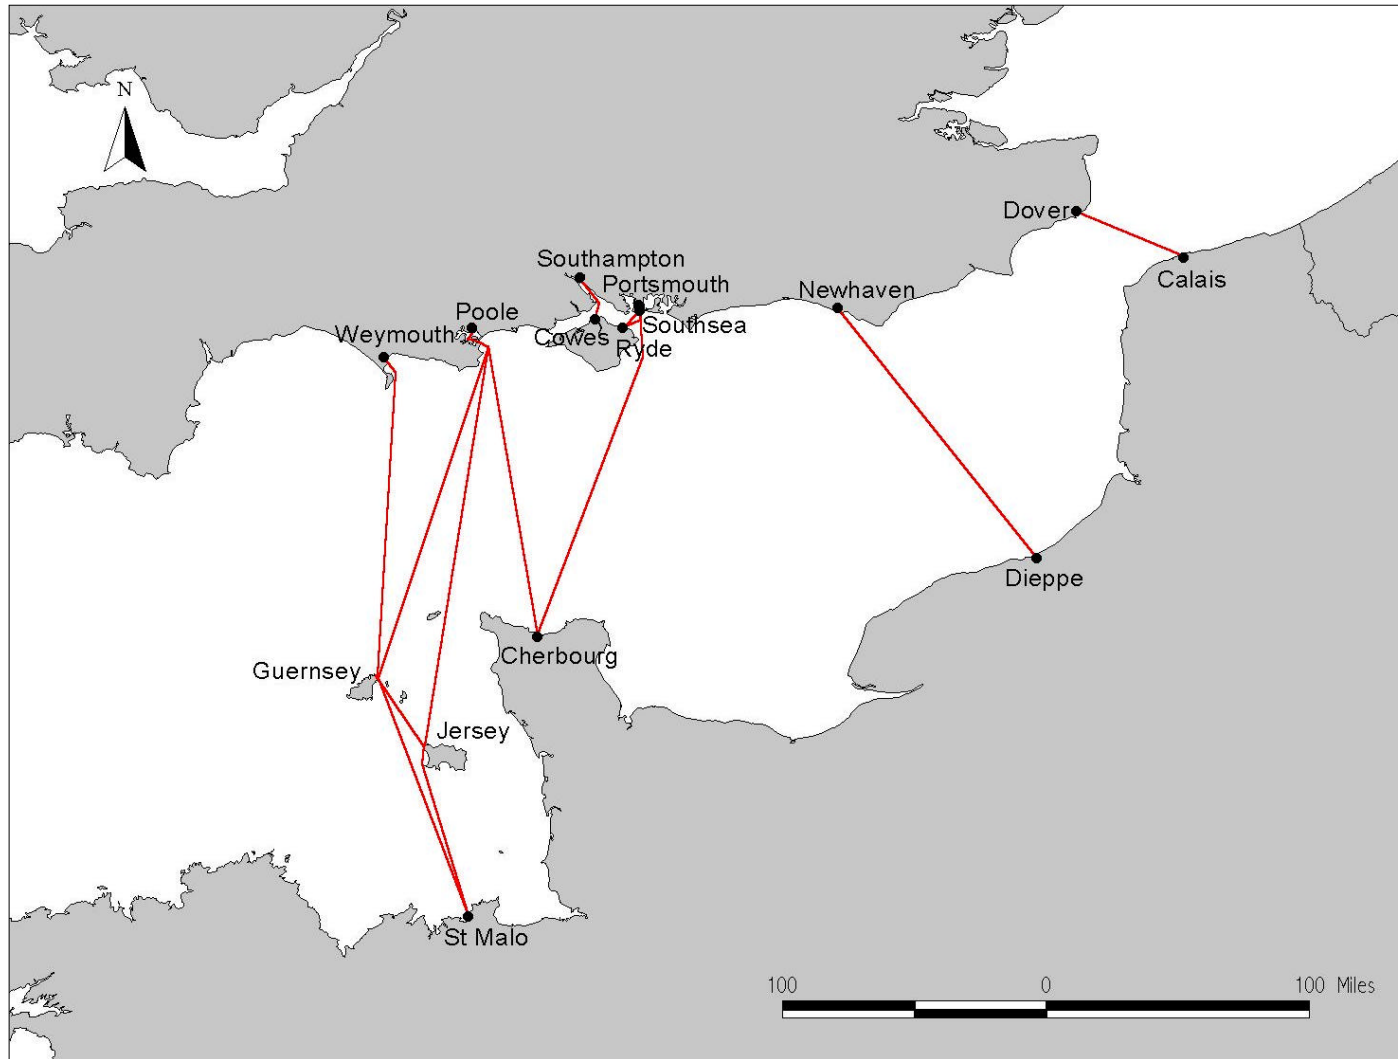 N
Dover
Calais
Southampton
Portsmouth
Newhaven
Poole
Southsea
Weymouth
Cowes
Ryde
Dieppe
Cherbourg
Guernsey
Jersey
St Malo
100 0 100 Miles